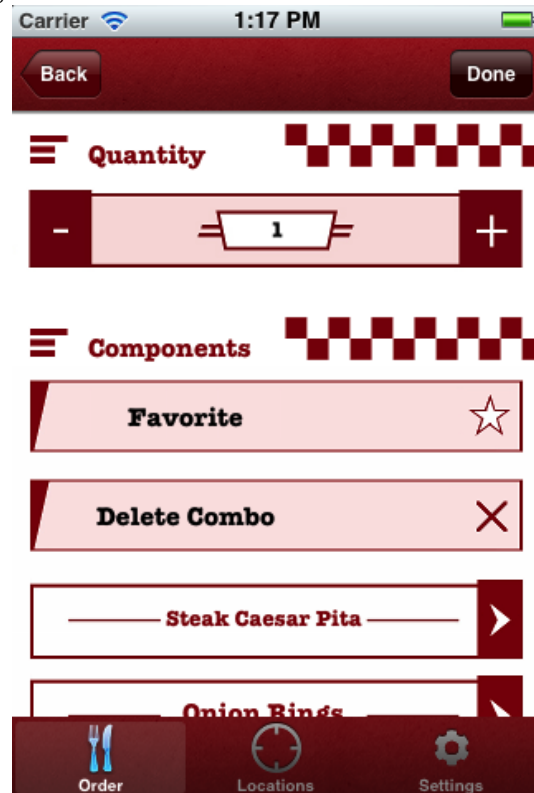 Carrier 1:17 PM
Back Done
Quantity
- 1 +
Components
Favorite
Delete Combo
Steak Caesar Pita
Onion Rings
Order Locations Settings